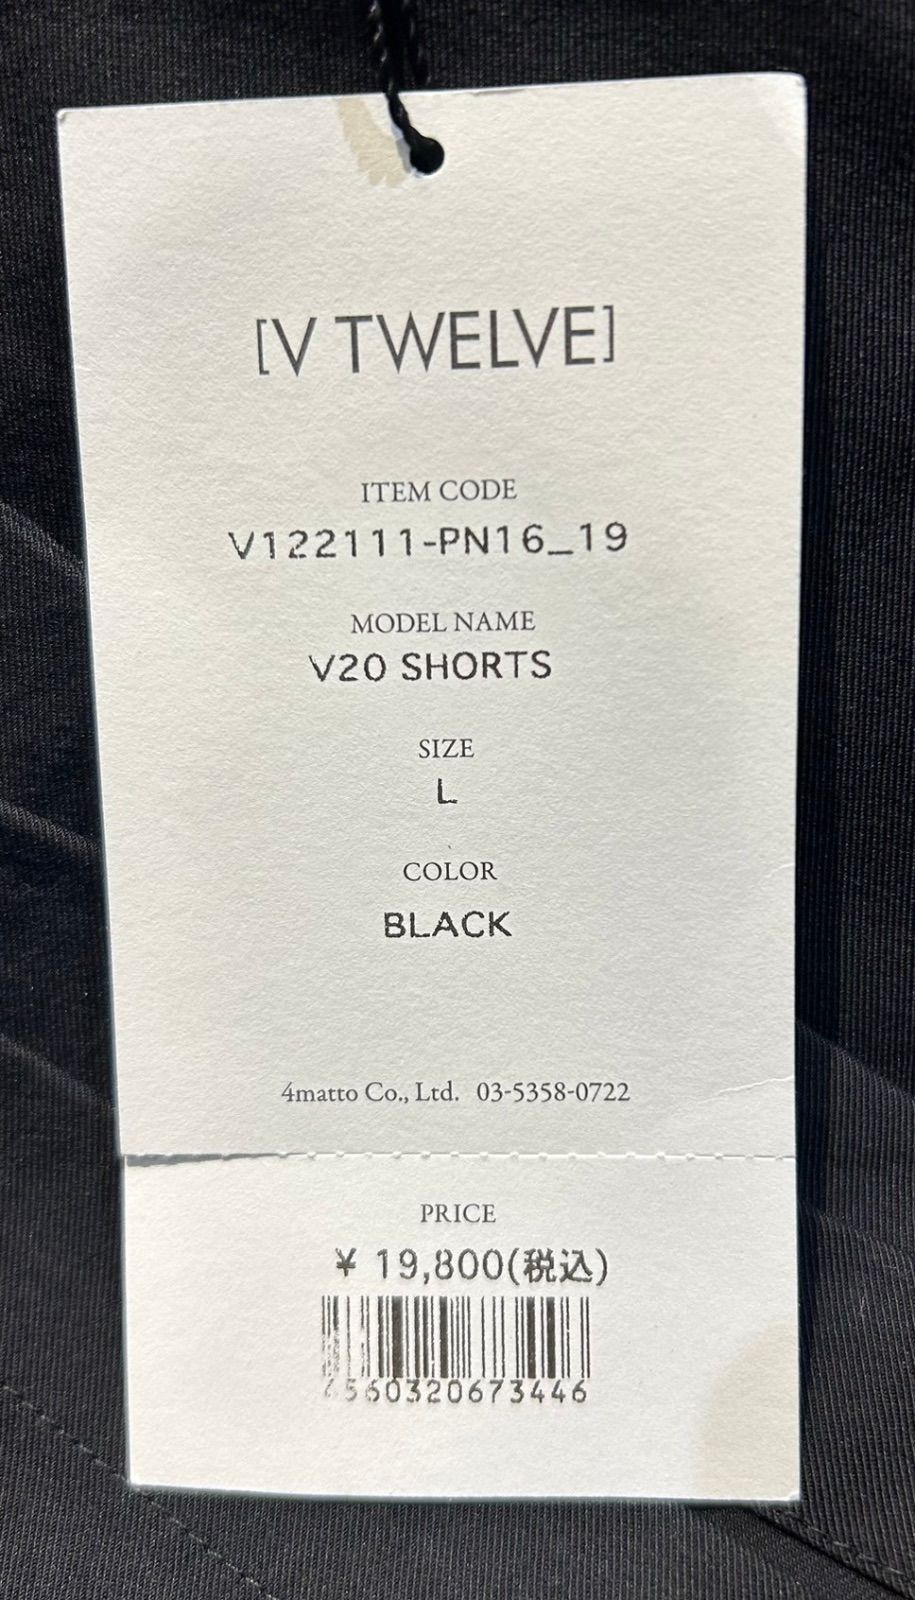 [V TWELVE]
ITEM CODE
V122111-PN16_19
MODEL NAME
V20 SHORTS
SIZE
L
COLOR
BLACK
4matto Co., Ltd. 03-5358-0722
PRICE
¥ 19,800(税込)
4560320673446